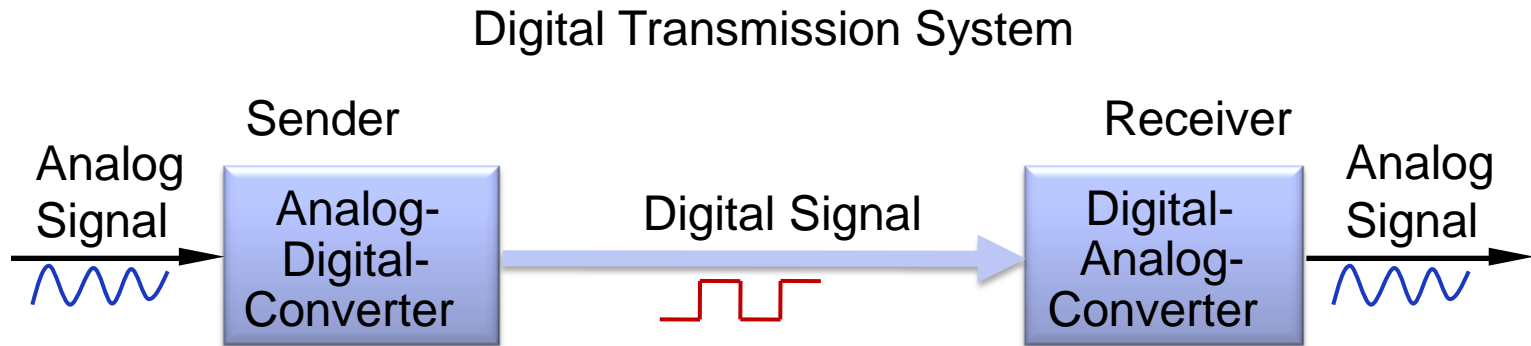 Digital Transmission System
Sender
Receiver
Analog
Signal
Analog-
Digital-
Converter
Digital Signal
Digital-
Analog-
Converter
Analog
Signal